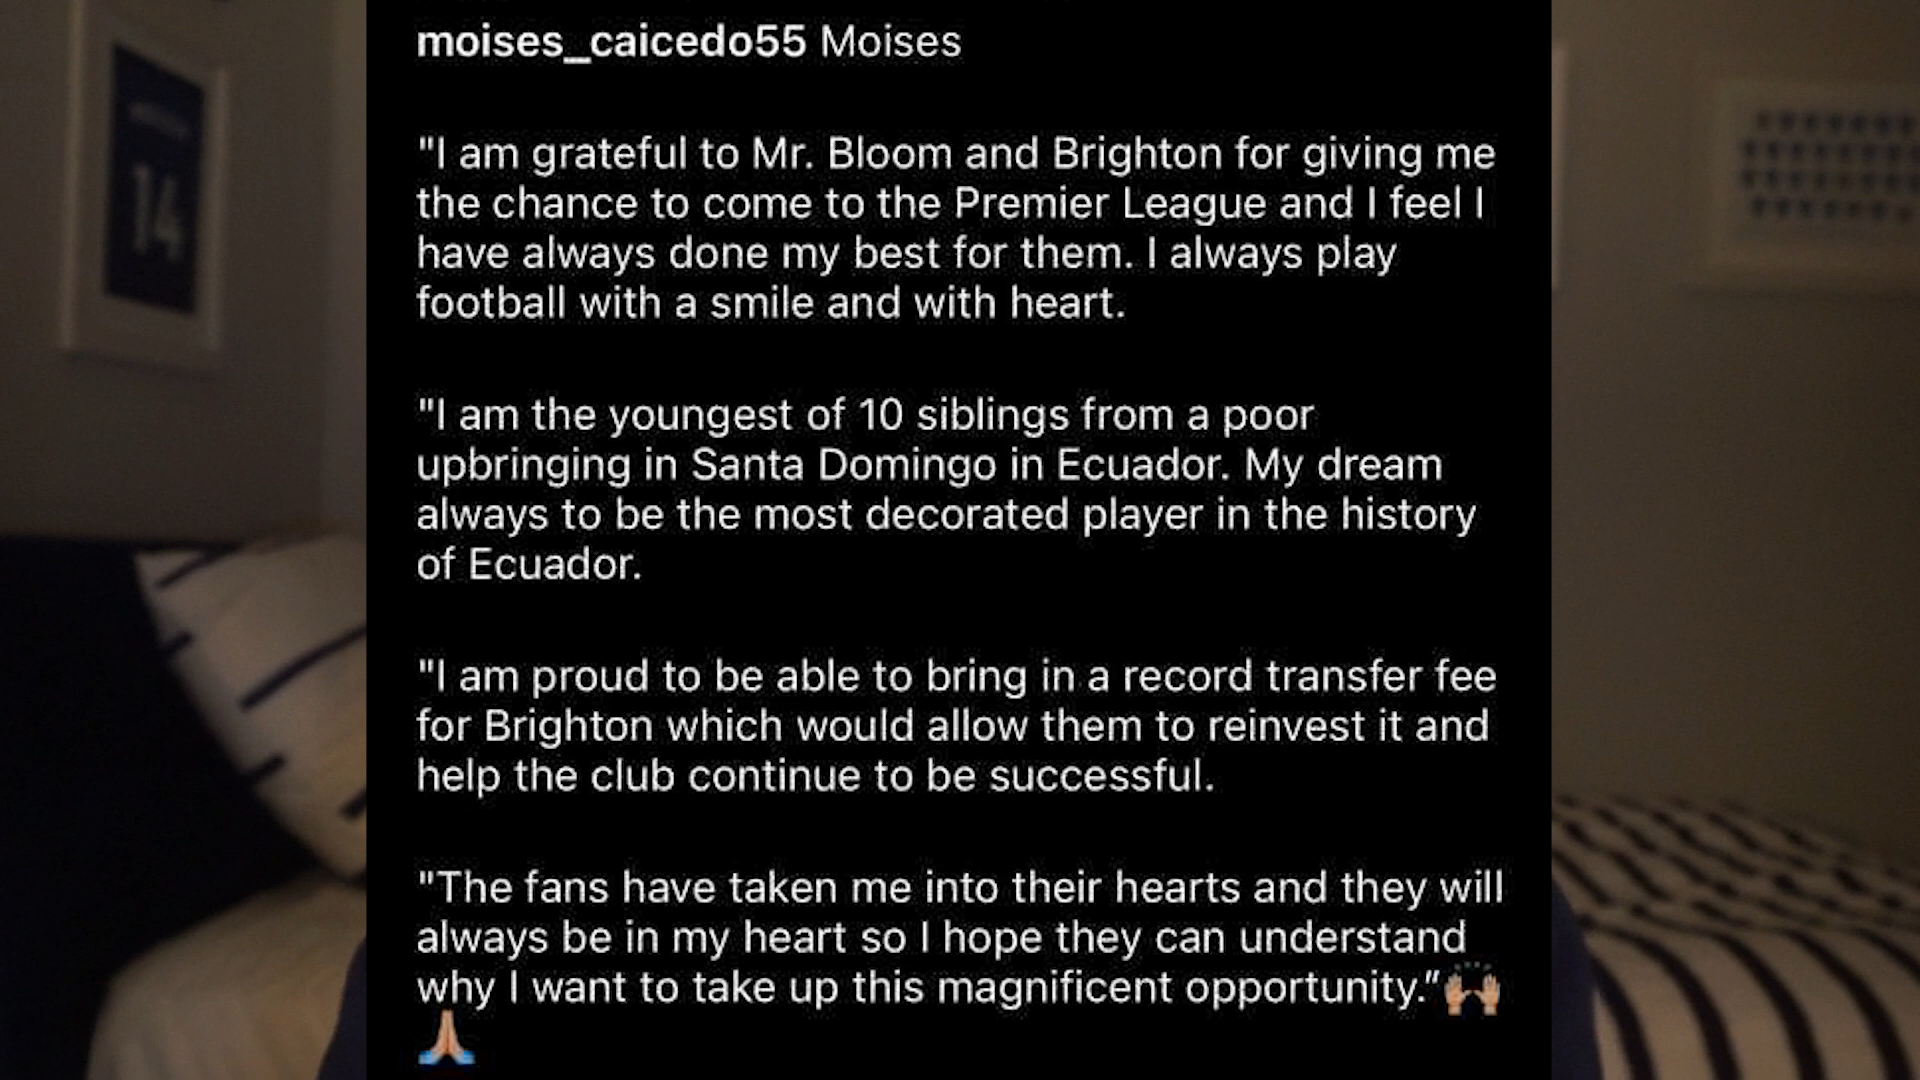 moises_caicedo55 Moises
"I am grateful to Mr. Bloom and Brighton for giving me
the chance to come to the Premier League and I feel I
have always done my best for them. I always play
football with a smile and with heart.
"I am the youngest of 10 siblings from a poor
upbringing in Santa Domingo in Ecuador. My dream
always to be the most decorated player in the history
of Ecuador.
"I am proud to be able to bring in a record transfer fee
for Brighton which would allow them to reinvest it and
help the club continue to be successful.
"The fans have taken me into their hearts and they will
always be in my heart so I hope they can understand
why I want to take up this magnificent opportunity."🙌🏼
🙏🏼
14